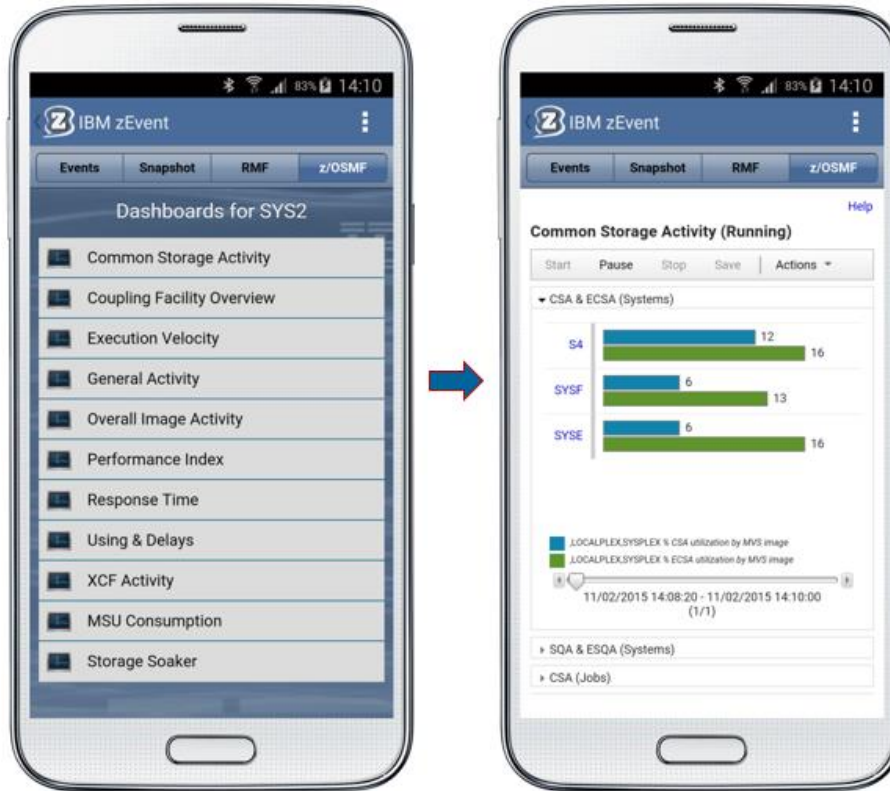 83% 14:10
IBM zEvent
Events Snapshot RMF z/OSMF
Dashboards for SYS2
Common Storage Activity
Coupling Facility Overview
Execution Velocity
General Activity
Overall Image Activity
Performance Index
Response Time
Using & Delays
XCF Activity
MSU Consumption
Storage Soaker
83% 14:10
IBM zEvent
Events Snapshot RMF z/OSMF
Help
Common Storage Activity (Running)
Start Pause Stop Save Actions
CSA & ECSA (Systems)
S4 12
16
SYSF 6
13
SYSE 6
16
,LOCALPLEX,SYSPLEX % CSA utilization by MVS image
,LOCALPLEX,SYSPLEX % ECSA utilization by MVS image
11/02/2015 14:08:20 - 11/02/2015 14:10:00
(1/1)
SQA & ESQA (Systems)
CSA (Jobs)